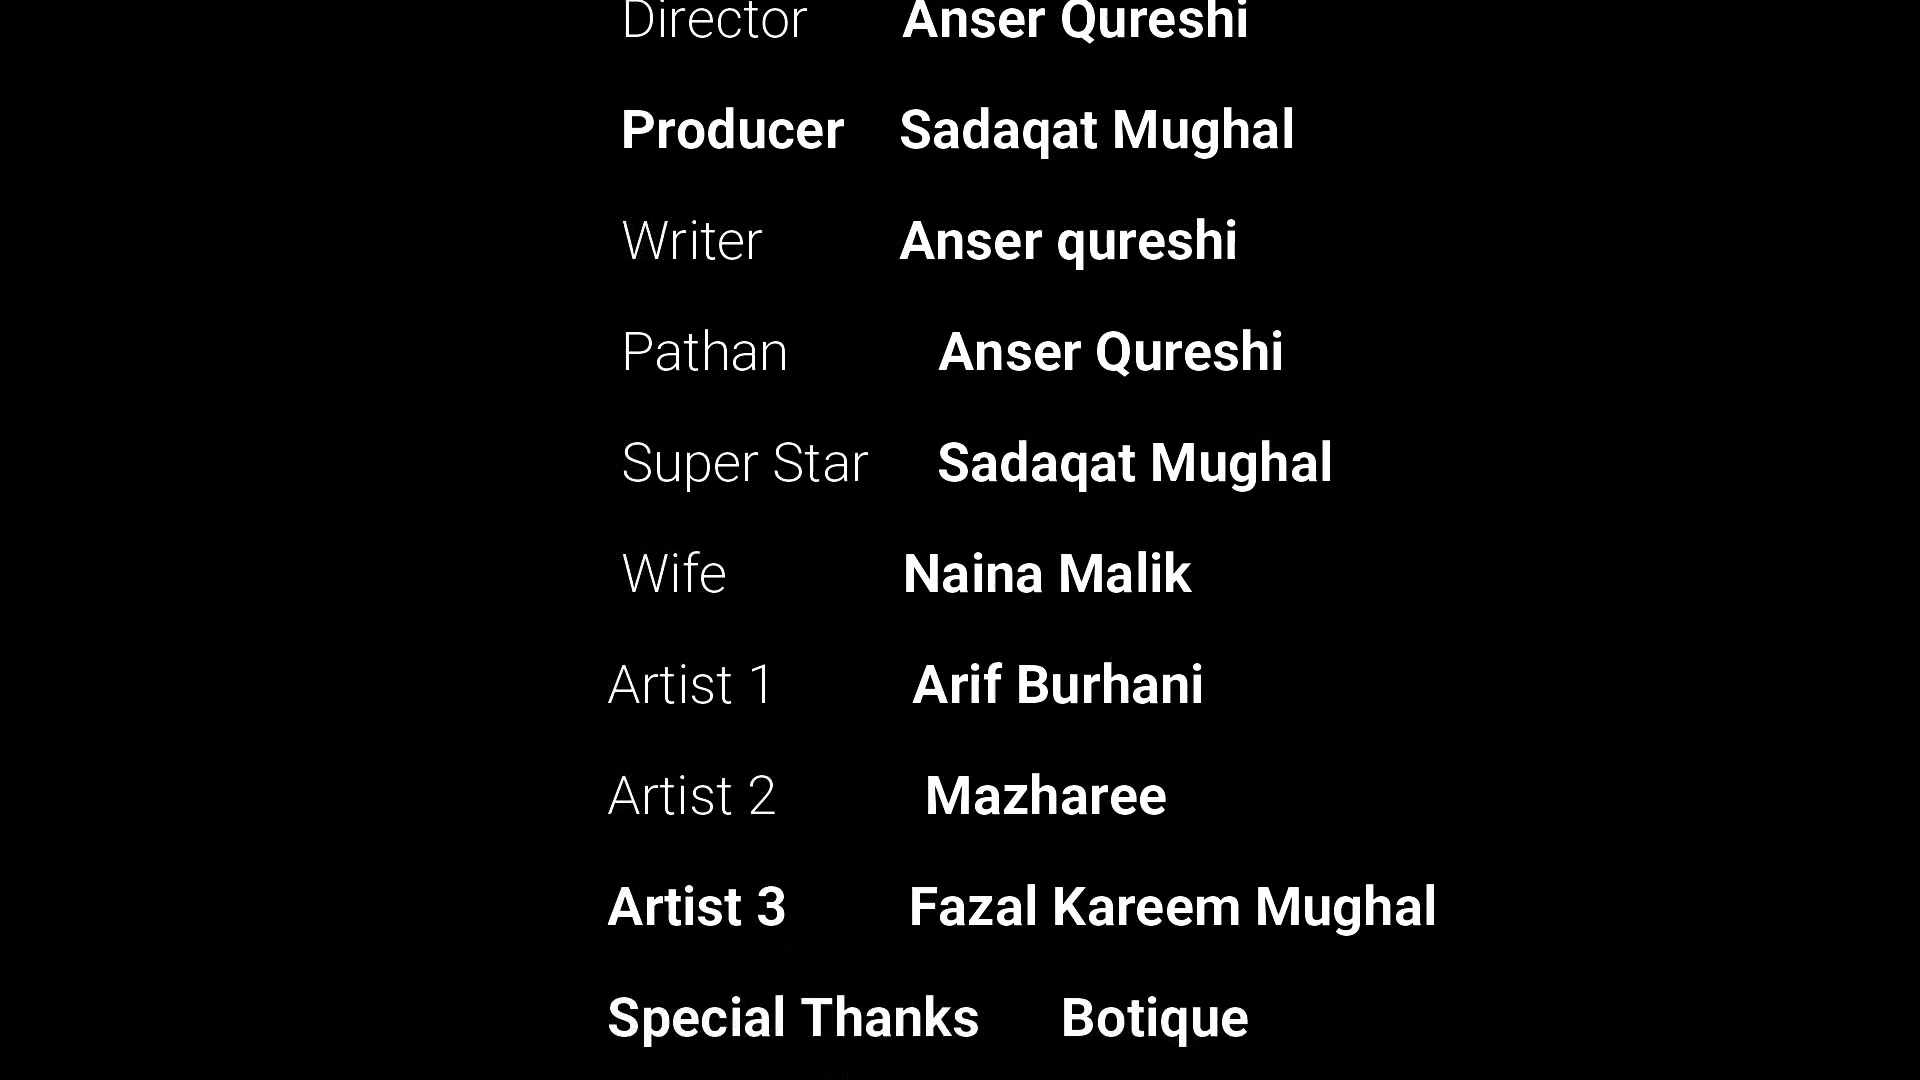 Director Anser Qureshi
Producer Sadaqat Mughal
Writer Anser qureshi
Pathan Anser Qureshi
Super Star Sadaqat Mughal
Wife Naina Malik
Artist 1 Arif Burhani
Artist 2 Mazharee
Artist 3 Fazal Kareem Mughal
Special Thanks Botique